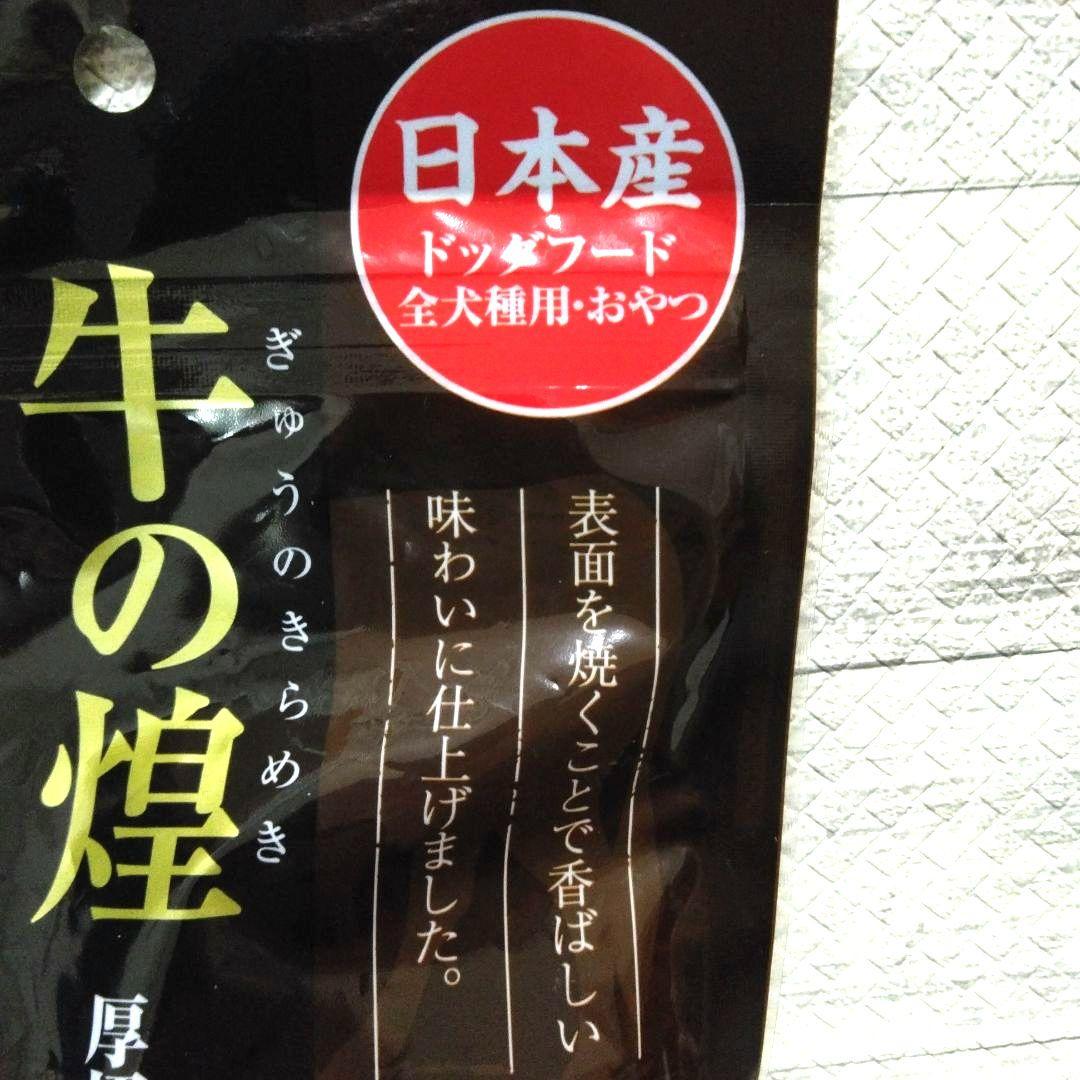 日本産
ドッグフード
全犬種用・おやつ
表面を焼くことで香ばしい
味わいに仕上げました。
ぎゅうのきらめき
牛の煌
厚